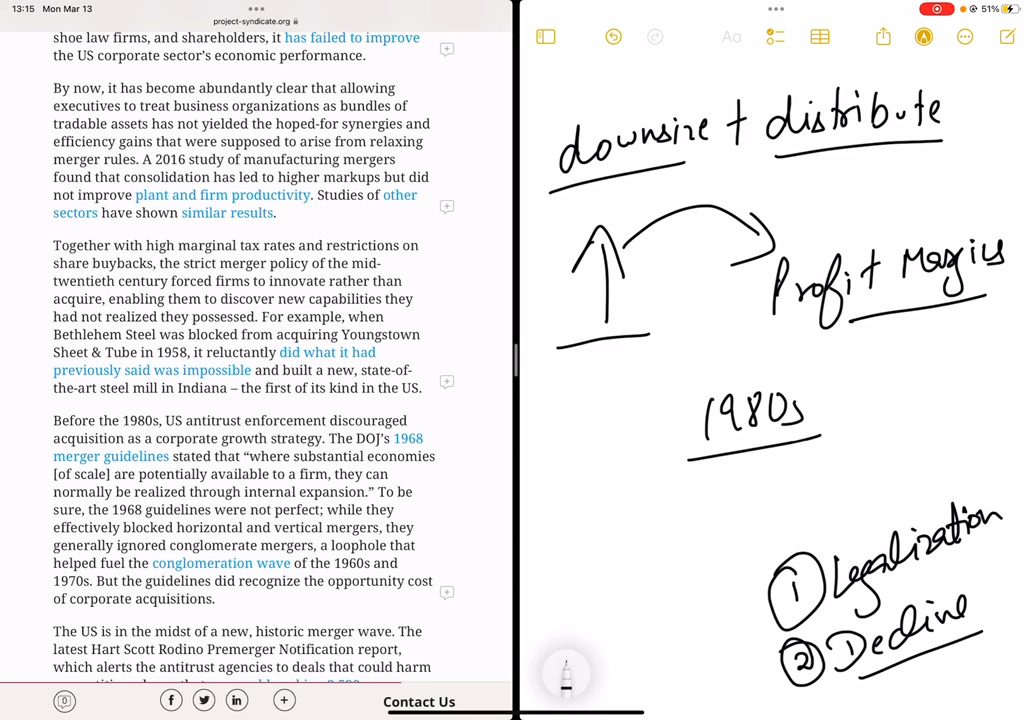 13:15 Mon Mar 13
project-syndicate.org
51%
shoe law firms, and shareholders, it has failed to improve
the US corporate sector’s economic performance.
By now, it has become abundantly clear that allowing
executives to treat business organizations as bundles of
tradable assets has not yielded the hoped-for synergies and
efficiency gains that were supposed to arise from relaxing
merger rules. A 2016 study of manufacturing mergers
found that consolidation has led to higher markups but did
not improve plant and firm productivity. Studies of other
sectors have shown similar results.
Together with high marginal tax rates and restrictions on
share buybacks, the strict merger policy of the mid-
twentieth century forced firms to innovate rather than
acquire, enabling them to discover new capabilities they
had not realized they possessed. For example, when
Bethlehem Steel was blocked from acquiring Youngstown
Sheet & Tube in 1958, it reluctantly did what it had
previously said was impossible and built a new, state-of-
the-art steel mill in Indiana – the first of its kind in the US.
Before the 1980s, US antitrust enforcement discouraged
acquisition as a corporate growth strategy. The DOJ’s 1968
merger guidelines stated that “where substantial economies
[of scale] are potentially available to a firm, they can
normally be realized through internal expansion.” To be
sure, the 1968 guidelines were not perfect; while they
effectively blocked horizontal and vertical mergers, they
generally ignored conglomerate mergers, a loophole that
helped fuel the conglomeration wave of the 1960s and
1970s. But the guidelines did recognize the opportunity cost
of corporate acquisitions.
The US is in the midst of a new, historic merger wave. The
latest Hart Scott Rodino Premerger Notification report,
which alerts the antitrust agencies to deals that could harm
0
Contact Us
Aa
downsize + distribute
Profit Margins
1980s
1 Legalization
2 Decline